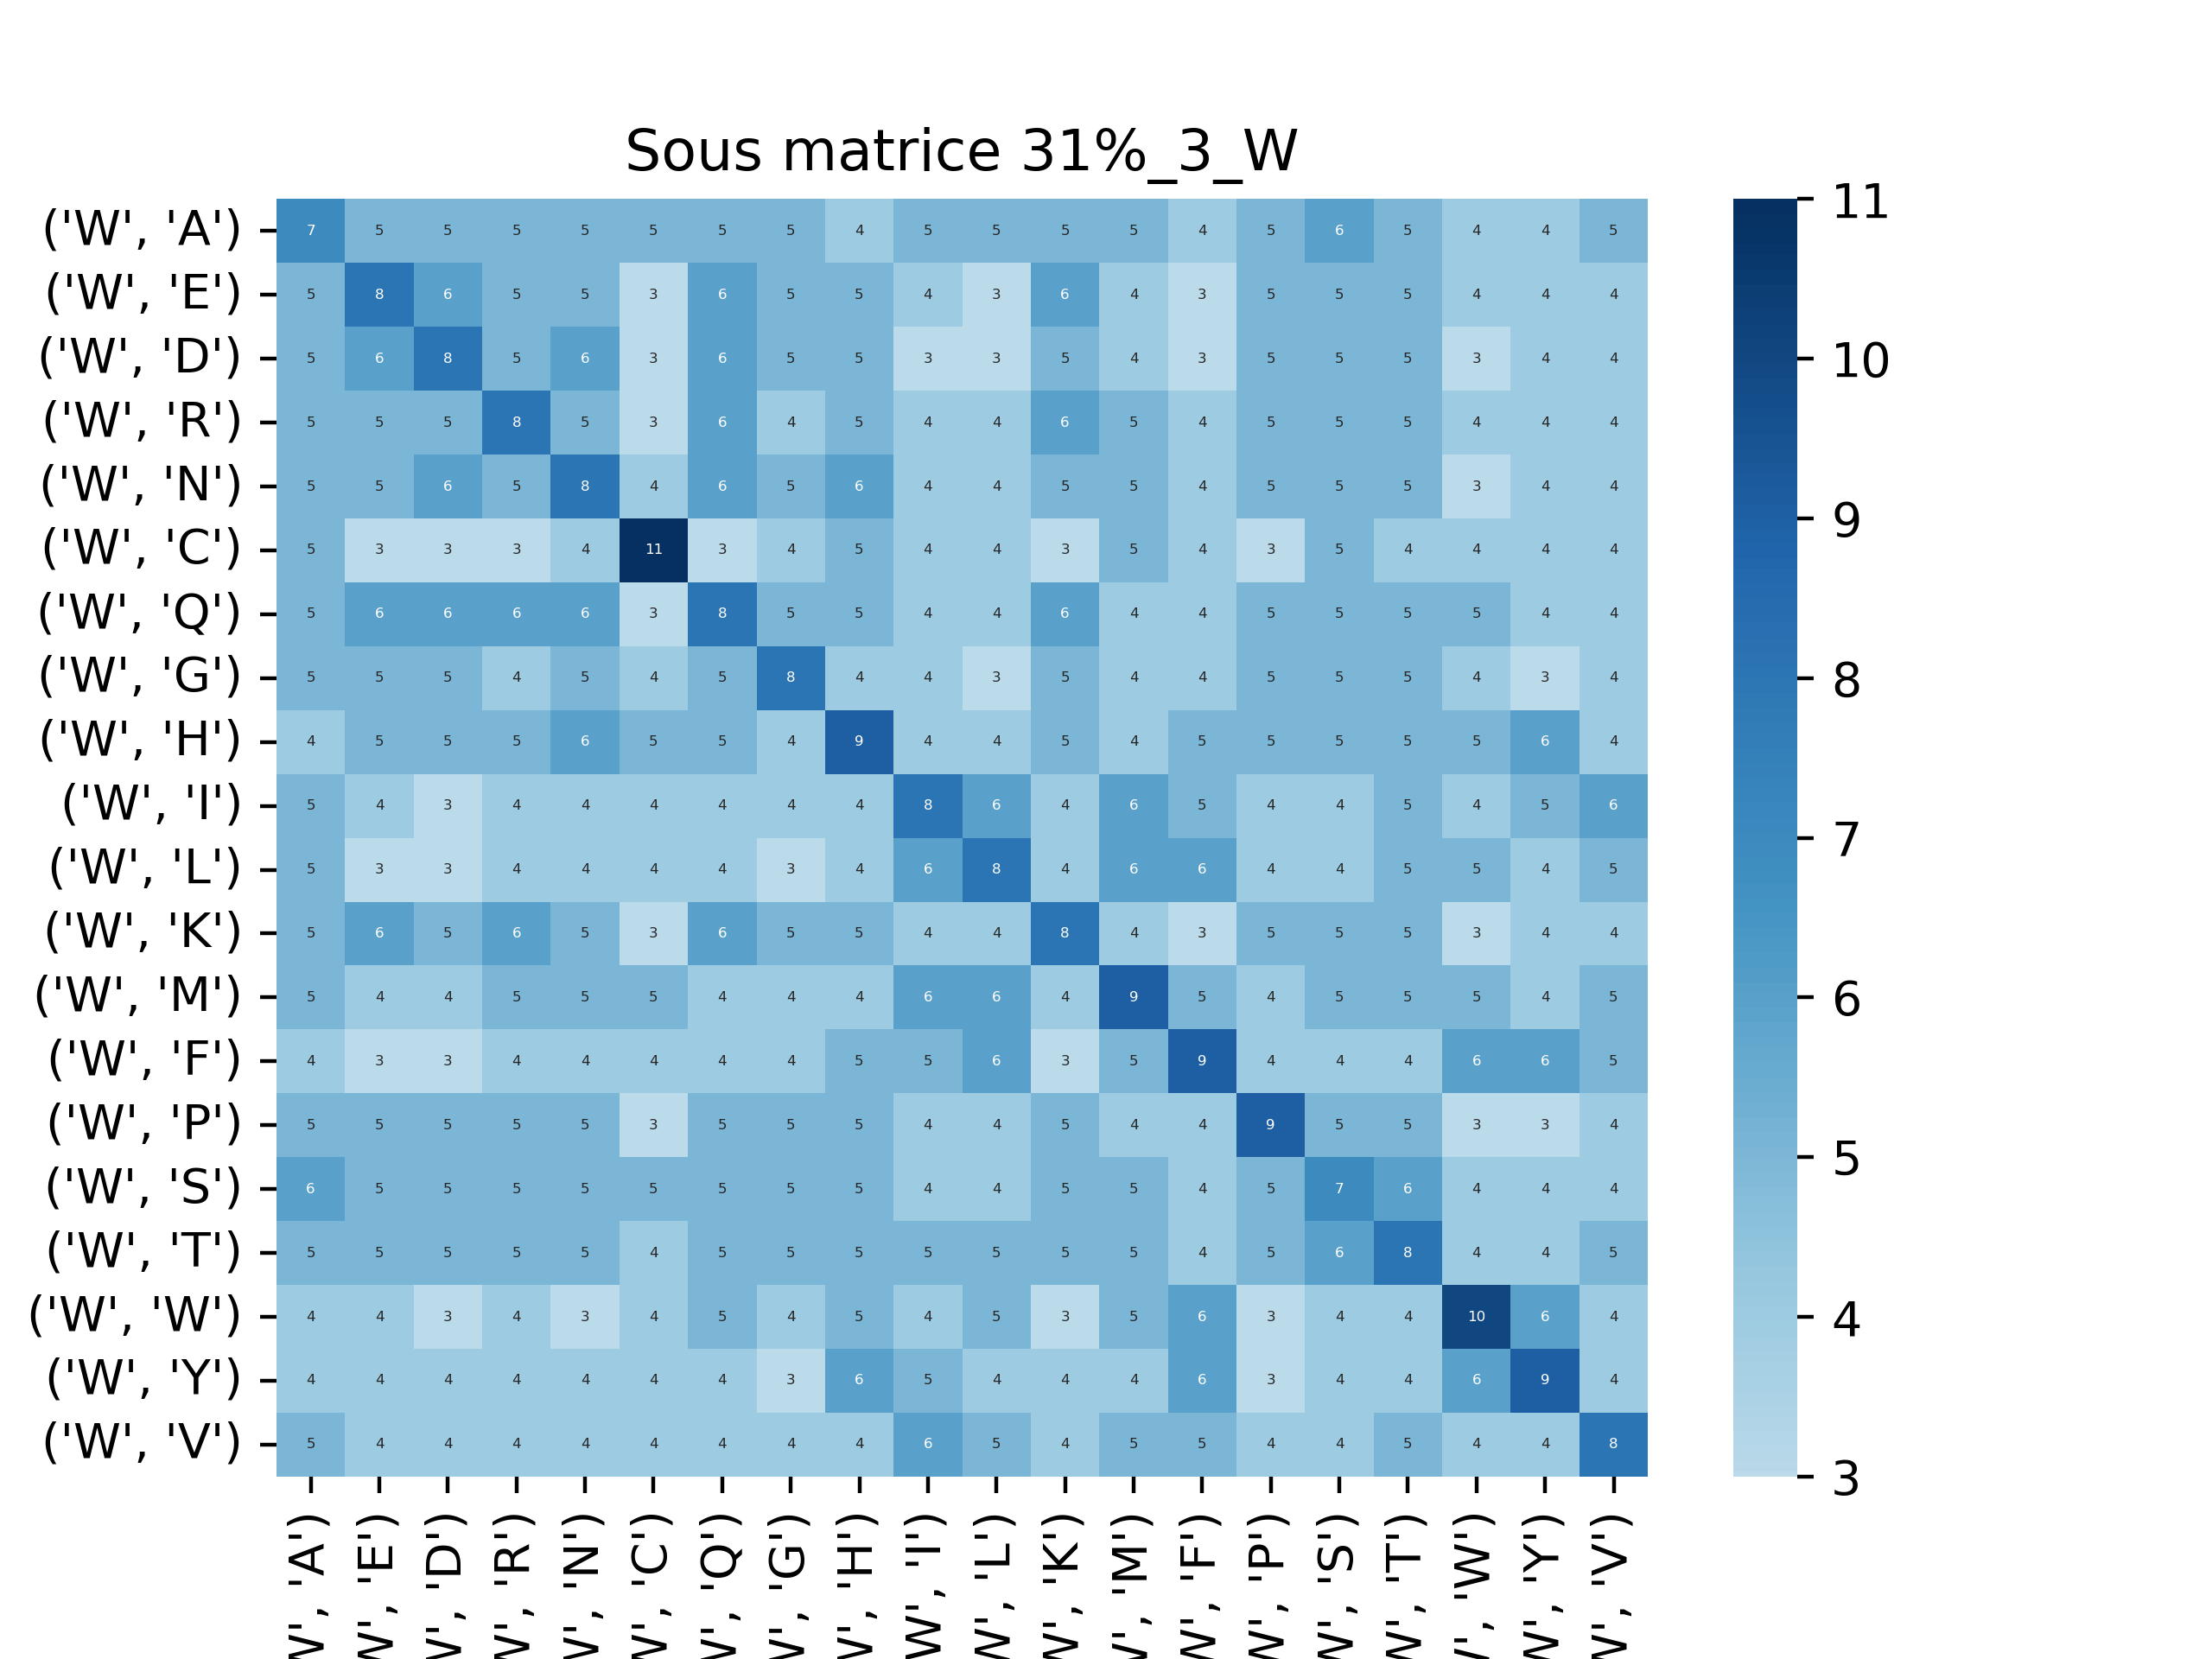 Sous matrice 31%_3_W
('W', 'A') 7 5 5 5 5 5 5 5 4 5 5 5 5 4 5 6 5 4 4 5
('W', 'E') 5 8 6 5 5 3 6 5 5 4 3 6 4 3 5 5 5 4 4 4
('W', 'D') 5 6 8 5 6 3 6 5 5 3 3 5 4 3 5 5 5 3 4 4
('W', 'R') 5 5 5 8 5 3 6 4 5 4 4 6 5 4 5 5 5 4 4 4
('W', 'N') 5 5 6 5 8 4 6 5 6 4 4 5 5 4 5 5 5 3 4 4
('W', 'C') 5 3 3 3 4 11 3 4 5 4 4 3 5 4 3 5 4 4 4 4
('W', 'Q') 5 6 6 6 6 3 8 5 5 4 4 6 4 4 5 5 5 5 4 4
('W', 'G') 5 5 5 4 5 4 5 8 4 4 3 5 4 4 5 5 5 4 3 4
('W', 'H') 4 5 5 5 6 5 5 4 9 4 4 5 4 5 5 5 5 5 6 4
('W', 'I') 5 4 3 4 4 4 4 4 4 8 6 4 6 5 4 4 5 4 5 6
('W', 'L') 5 3 3 4 4 4 4 3 4 6 8 4 6 6 4 4 5 5 4 5
('W', 'K') 5 6 5 6 5 3 6 5 5 4 4 8 4 3 5 5 5 3 4 4
('W', 'M') 5 4 4 5 5 5 4 4 4 6 6 4 9 5 4 5 5 5 4 5
('W', 'F') 4 3 3 4 4 4 4 4 5 5 6 3 5 9 4 4 4 6 6 5
('W', 'P') 5 5 5 5 5 3 5 5 5 4 4 5 4 4 9 5 5 3 3 4
('W', 'S') 6 5 5 5 5 5 5 5 5 4 4 5 5 4 5 7 6 4 4 4
('W', 'T') 5 5 5 5 5 4 5 5 5 5 5 5 5 4 5 6 8 4 4 5
('W', 'W') 4 4 3 4 3 4 5 4 5 4 5 3 5 6 3 4 4 10 6 4
('W', 'Y') 4 4 4 4 4 4 4 3 6 5 4 4 4 6 3 4 4 6 9 4
('W', 'V') 5 4 4 4 4 4 4 4 4 6 5 4 5 5 4 4 5 4 4 8
W', 'A')
W', 'E')
W', 'D')
W', 'R')
W', 'N')
W', 'C')
W', 'Q')
W', 'G')
W', 'H')
'W', 'I')
W', 'L')
W', 'K')
W', 'M')
W', 'F')
W', 'P')
W', 'S')
W', 'T')
', 'W')
W', 'Y')
W', 'V')
11
10
9
8
7
6
5
4
3